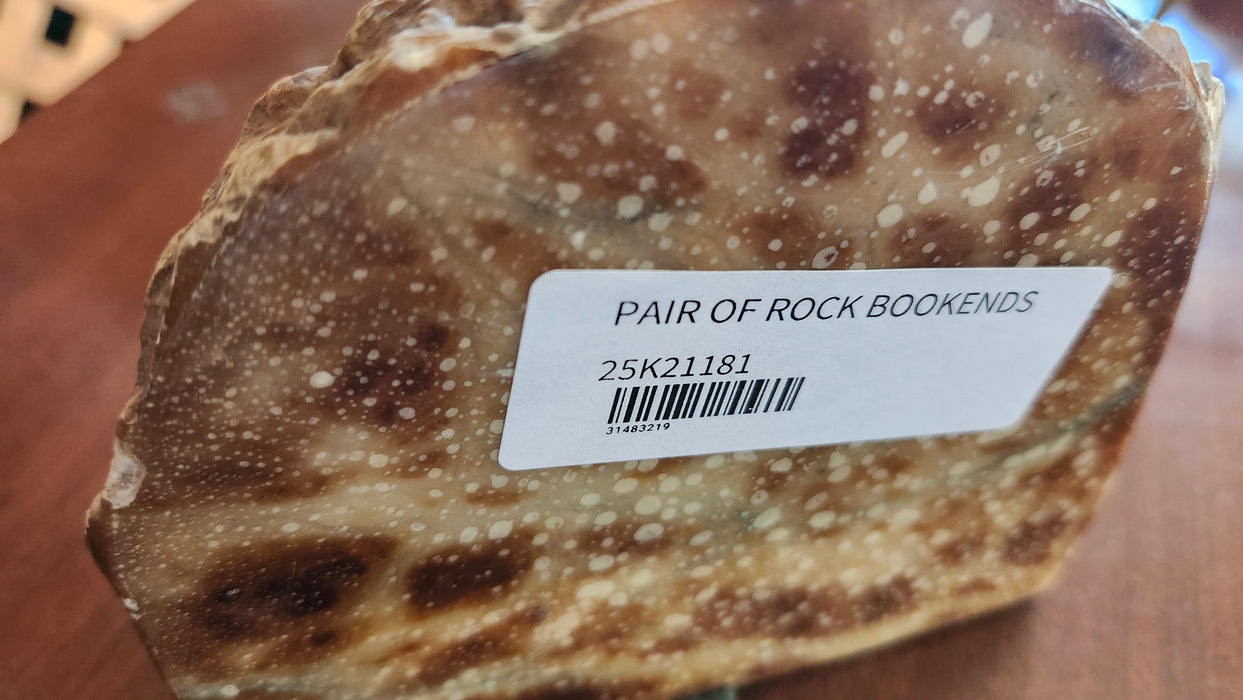 PAIR OF ROCK BOOKENDS
25K21181
31483219